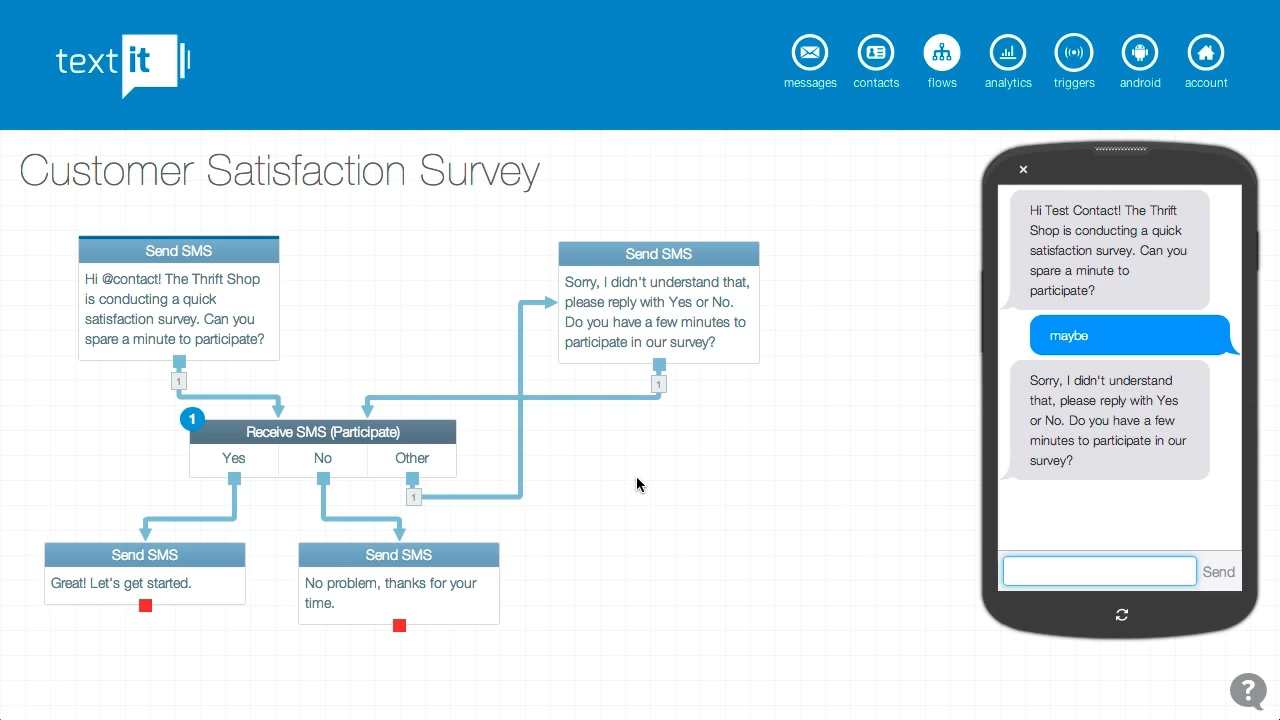 text it
messages contacts flows analytics triggers android account
Customer Satisfaction Survey
Send SMS
Hi @contact! The Thrift Shop
is conducting a quick
satisfaction survey. Can you
spare a minute to participate?
1
Send SMS
Sorry, I didn't understand that,
please reply with Yes or No.
Do you have a few minutes to
participate in our survey?
1
1
Receive SMS (Participate)
Yes No Other
1
Send SMS
Great! Let's get started.
Send SMS
No problem, thanks for your
time.
×
Hi Test Contact! The Thrift
Shop is conducting a quick
satisfaction survey. Can you
spare a minute to
participate?
maybe
Sorry, I didn't understand
that, please reply with Yes
or No. Do you have a few
minutes to participate in our
survey?
Send
?